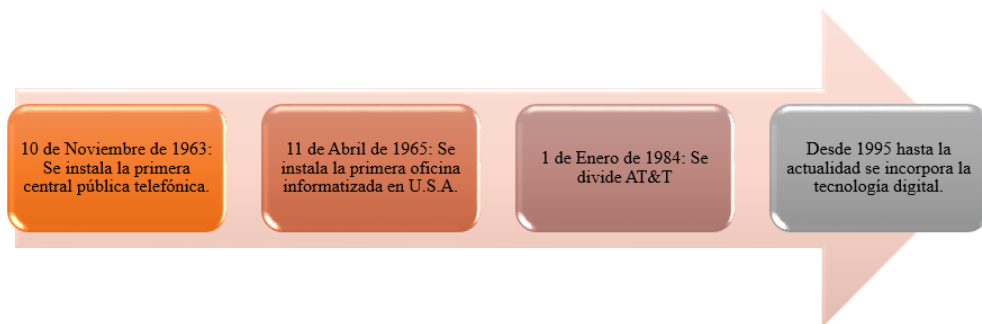 10 de Noviembre de 1963:
Se instala la primera
central pública telefónica.
11 de Abril de 1965: Se
instala la primera oficina
informatizada en U.S.A.
1 de Enero de 1984: Se
divide AT&T
Desde 1995 hasta la
actualidad se incorpora la
tecnología digital.